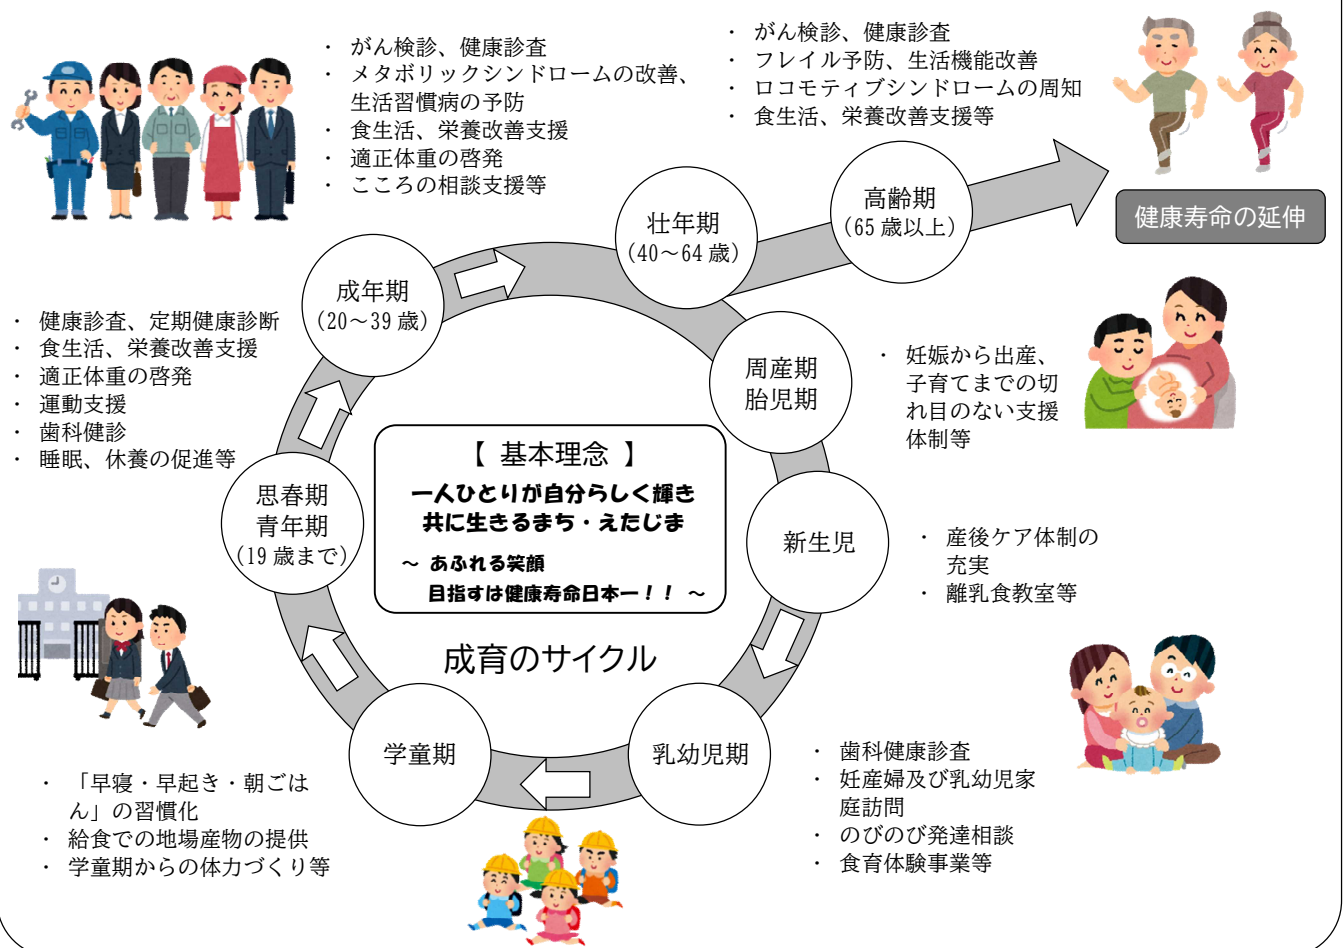 ・ がん検診、健康診査
・ メタボリックシンドロームの改善、
生活習慣病の予防
・ 食生活、栄養改善支援
・ 適正体重の啓発
・ こころの相談支援等
・ がん検診、健康診査
・ フレイル予防、生活機能改善
・ ロコモティブシンドロームの周知
・ 食生活、栄養改善支援等
健康寿命の延伸
高齢期
(65歳以上)
壮年期
(40～64歳)
成年期
(20～39歳)
・ 健康診査、定期健康診断
・ 食生活、栄養改善支援
・ 適正体重の啓発
・ 運動支援
・ 歯科健診
・ 睡眠、休養の促進等
周産期
胎児期
・ 妊娠から出産、
子育てまでの切
れ目のない支援
体制等
【 基本理念 】
一人ひとりが自分らしく輝き
共に生きるまち・えたじま
～ あふれる笑顔
目指すは健康寿命日本一！！ ～
成育のサイクル
思春期
青年期
(19歳まで)
新生児
・ 産後ケア体制の
充実
・ 離乳食教室等
学童期
乳幼児期
・ 「早寝・早起き・朝ごは
ん」の習慣化
・ 給食での地場産物の提供
・ 学童期からの体力づくり等
・ 歯科健康診査
・ 妊産婦及び乳幼児家
庭訪問
・ のびのび発達相談
・ 食育体験事業等